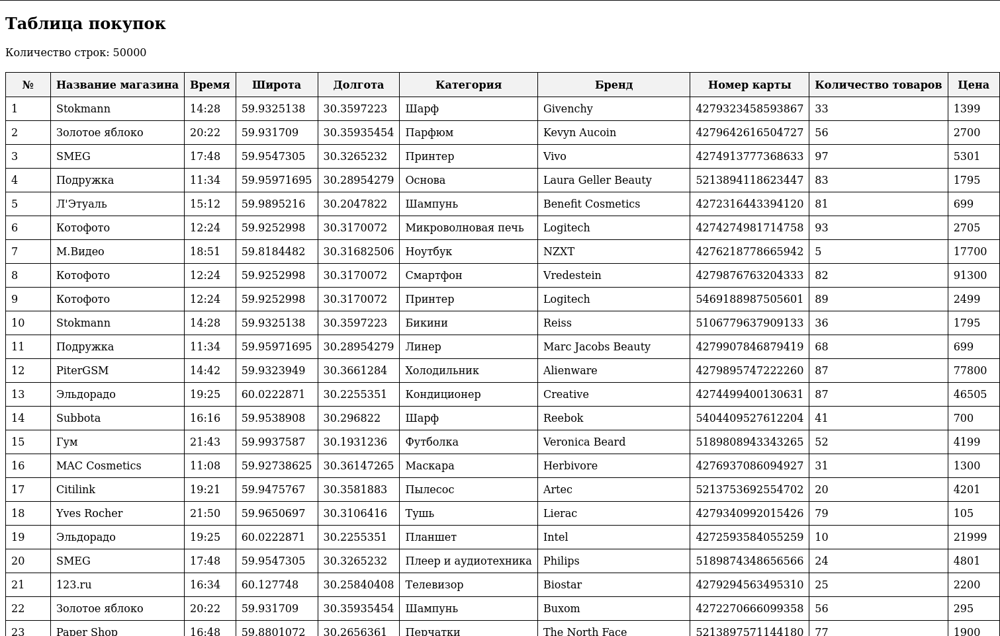 Таблица покупок
Количество строк: 50000
№ Название магазина Время Широта Долгота Категория Бренд Номер карты Количество товаров Цена
1 Stokmann 14:28 59.9325138 30.3597223 Шарф Givenchy 4279323458593867 33 1399
2 Золотое яблоко 20:22 59.931709 30.35935454 Парфюм Kevyn Aucoin 4279642616504727 56 2700
3 SMEG 17:48 59.9547305 30.3265232 Принтер Vivo 4274913777368633 97 5301
4 Подружка 11:34 59.95971695 30.28954279 Основа Laura Geller Beauty 5213894118623447 83 1795
5 Л'Этуаль 15:12 59.9895216 30.2047822 Шампунь Benefit Cosmetics 4272316443394120 81 699
6 Котофото 12:24 59.9252998 30.3170072 Микроволновая печь Logitech 4274274981714758 93 2705
7 М.Видео 18:51 59.8184482 30.31682506 Ноутбук NZXT 4276218778665942 5 17700
8 Котофото 12:24 59.9252998 30.3170072 Смартфон Vredestein 4279876763204333 82 91300
9 Котофото 12:24 59.9252998 30.3170072 Принтер Logitech 5469188987505601 89 2499
10 Stokmann 14:28 59.9325138 30.3597223 Бикини Reiss 5106779637909133 36 1795
11 Подружка 11:34 59.95971695 30.28954279 Линер Marc Jacobs Beauty 4279907846879419 68 699
12 PiterGSM 14:42 59.9323949 30.3661284 Холодильник Alienware 4279895747222260 87 77800
13 Эльдорадо 19:25 60.0222871 30.2255351 Кондиционер Creative 4274499400130631 87 46505
14 Subbota 16:16 59.9538908 30.296822 Шарф Reebok 5404409527612204 41 700
15 Гум 21:43 59.9937587 30.1931236 Футболка Veronica Beard 5189808943343265 52 4199
16 MAC Cosmetics 11:08 59.92738625 30.36147265 Маскара Herbivore 4276937086094927 31 1300
17 Citilink 19:21 59.9475767 30.3581883 Пылесос Artec 5213753692554702 20 4201
18 Yves Rocher 21:50 59.9650697 30.3106416 Тушь Lierac 4279340992015426 79 105
19 Эльдорадо 19:25 60.0222871 30.2255351 Планшет Intel 4272593584055259 10 21999
20 SMEG 17:48 59.9547305 30.3265232 Плеер и аудиотехника Philips 5189874348656566 24 4801
21 123.ru 16:34 60.127748 30.25840408 Телевизор Biostar 4279294563495310 25 2200
22 Золотое яблоко 20:22 59.931709 30.35935454 Шампунь Buxom 4272270666099358 56 295
23 Paper Shop 16:48 59.8801072 30.2656361 Перчатки The North Face 5213897571144180 77 1900